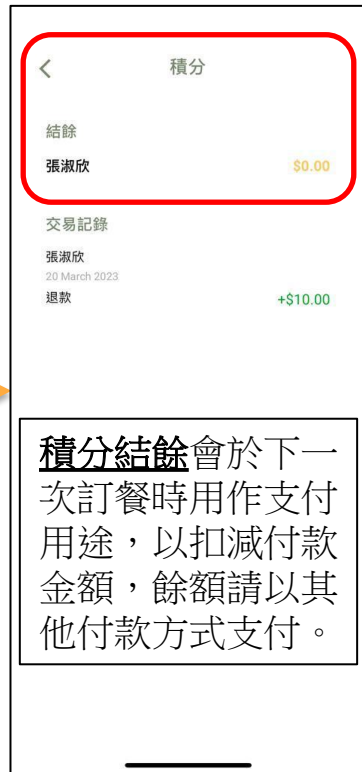 積分
結餘
張淑欣 $0.00
交易記錄
張淑欣
20 March 2023
退款 +$10.00
積分結餘會於下一
次訂餐時用作支付
用途，以扣減付款
金額，餘額請以其
他付款方式支付。